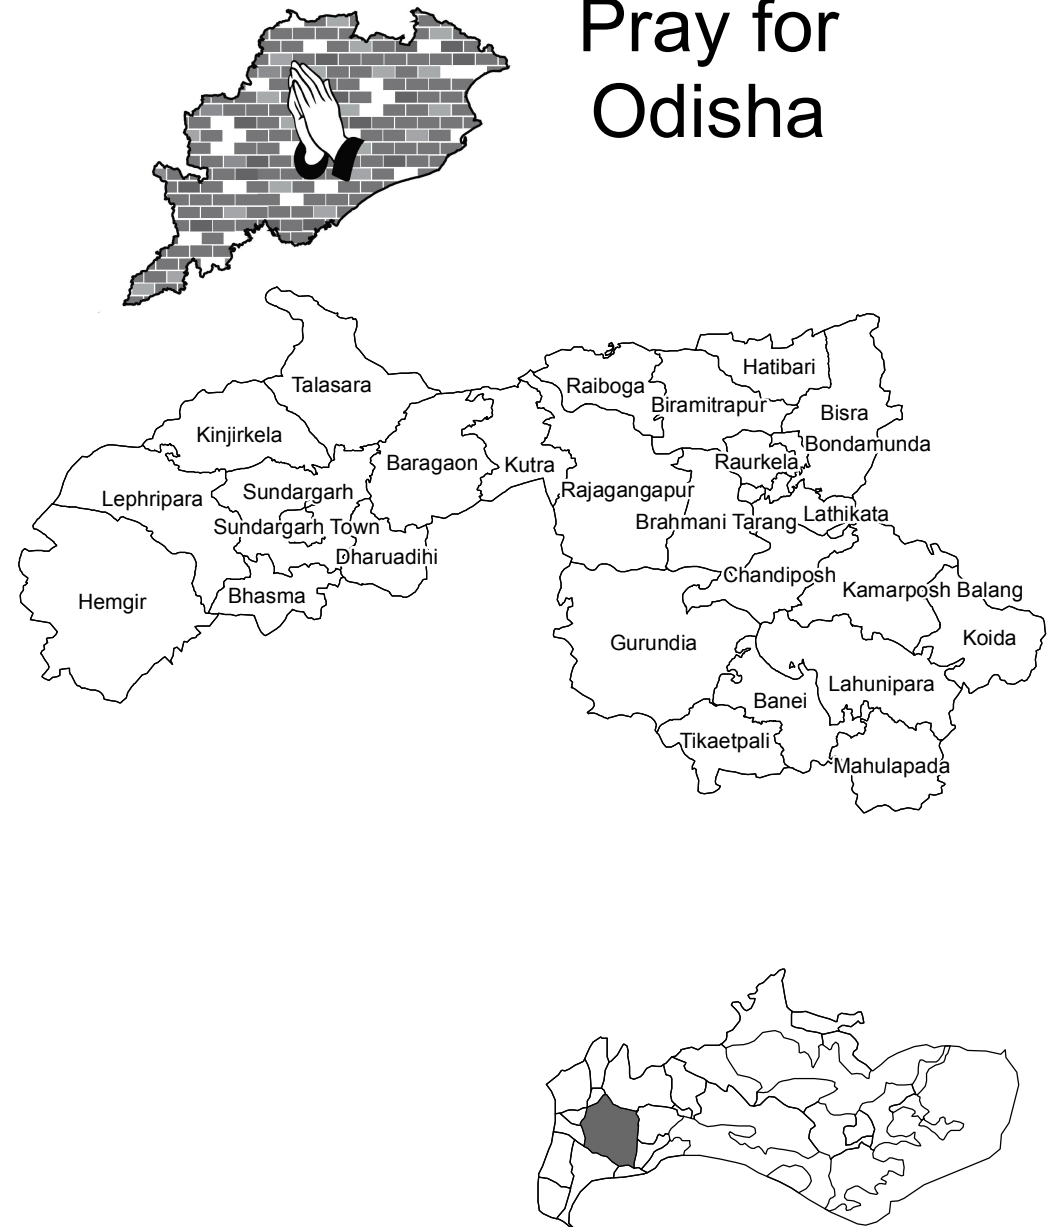 Pray for
Odisha
Talasara
Hatibari
Raiboga
Biramitrapur
Bisra
Kinjirkela
Bondamunda
Baragaon
Kutra
Raurkela
Lephripara
Sundargarh
Rajagangapur
Sundargarh Town
Brahmani Tarang
Lathikata
Dharuadihi
Chandiposh
Hemgir
Bhasma
Kamarposh Balang
Gurundia
Koida
Banei
Lahunipara
Tikaetpali
Mahulapada